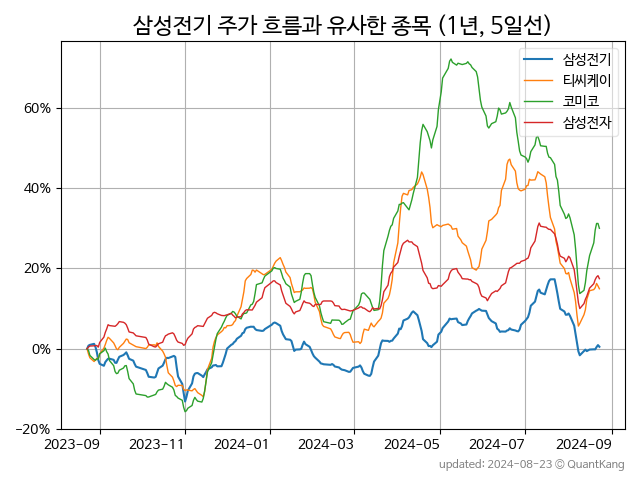 삼성전기 주가 흐름과 유사한 종목 (1년, 5일선)
삼성전기
티씨케이
코미코
삼성전자
60%
40%
20%
0%
−20%
2023-09 2023-11 2024-01 2024-03 2024-05 2024-07 2024-09
updated: 2024-08-23 © QuantKang